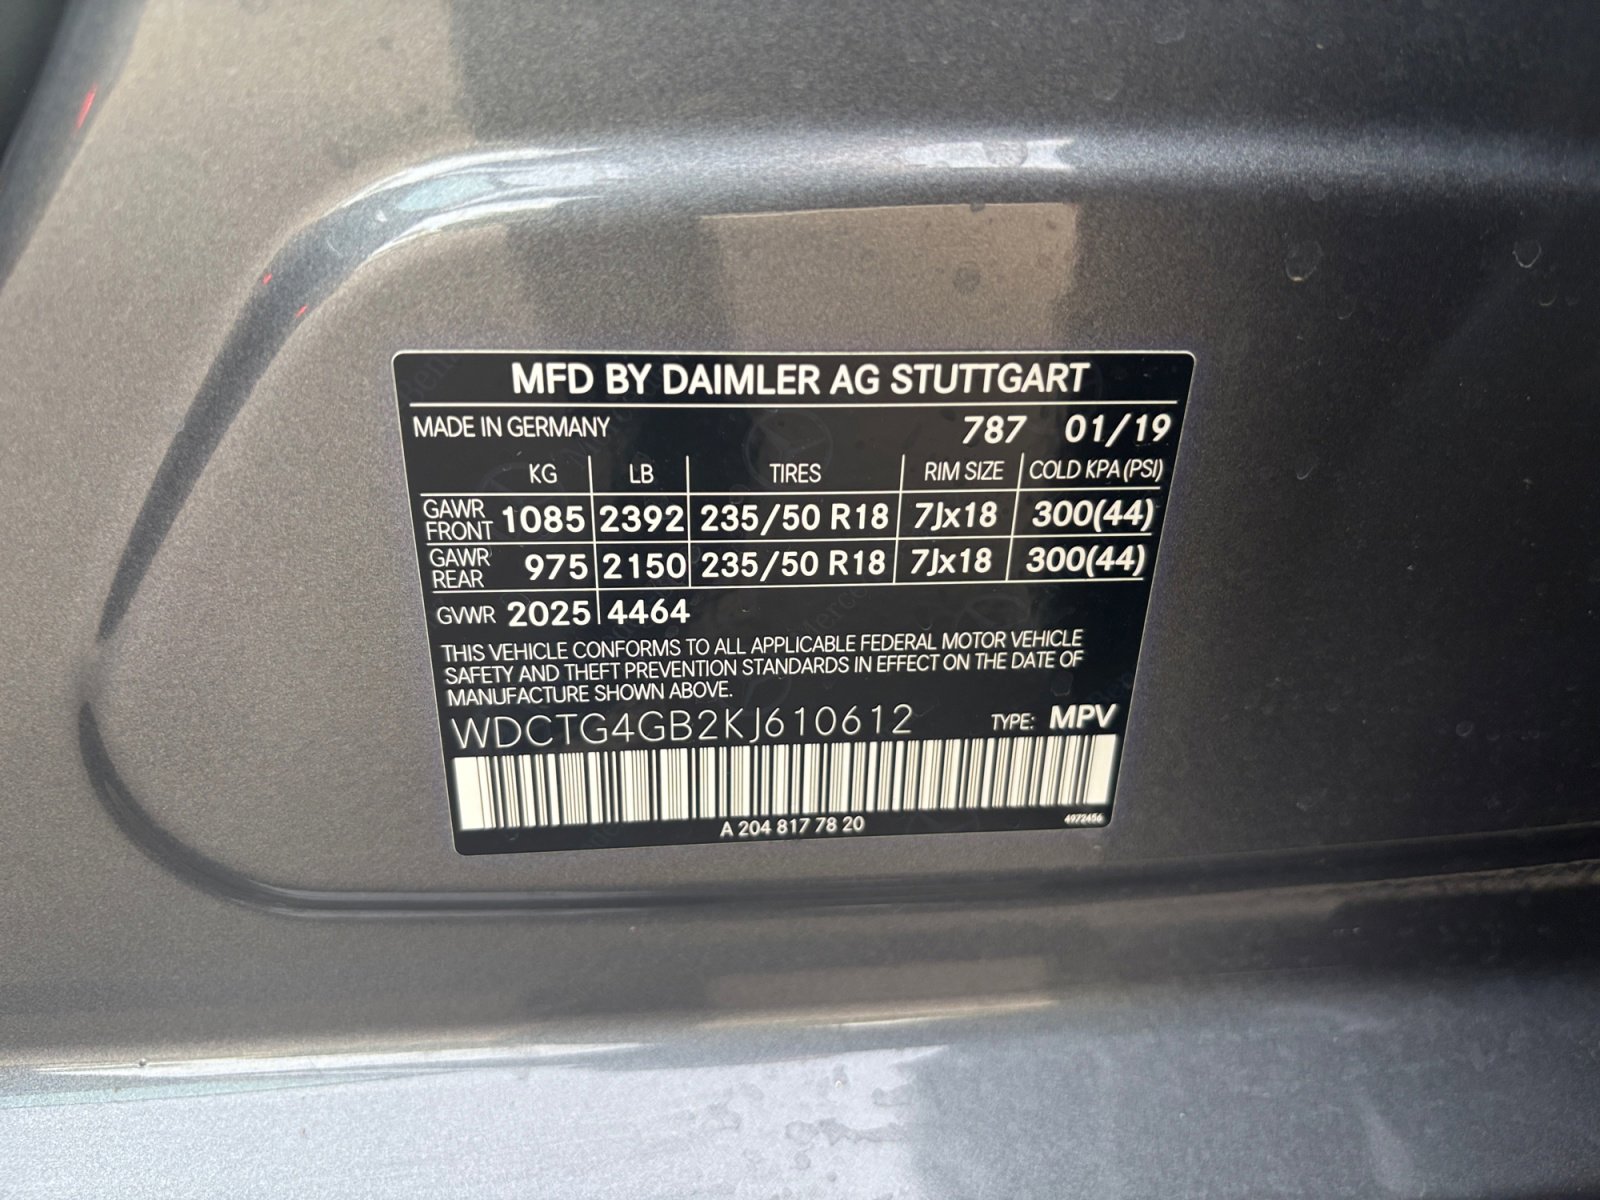 MFD BY DAIMLER AG STUTTGART
MADE IN GERMANY 787 01/19
KG LB TIRES RIM SIZE COLD KPA (PSI)
GAWR FRONT 1085 2392 235/50 R18 7Jx18 300(44)
GAWR REAR 975 2150 235/50 R18 7Jx18 300(44)
GVWR 2025 4464
THIS VEHICLE CONFORMS TO ALL APPLICABLE FEDERAL MOTOR VEHICLE
SAFETY AND THEFT PREVENTION STANDARDS IN EFFECT ON THE DATE OF
MANUFACTURE SHOWN ABOVE.
WDCTG4GB2KJ610612 TYPE: MPV
A 204 817 78 20 4972456